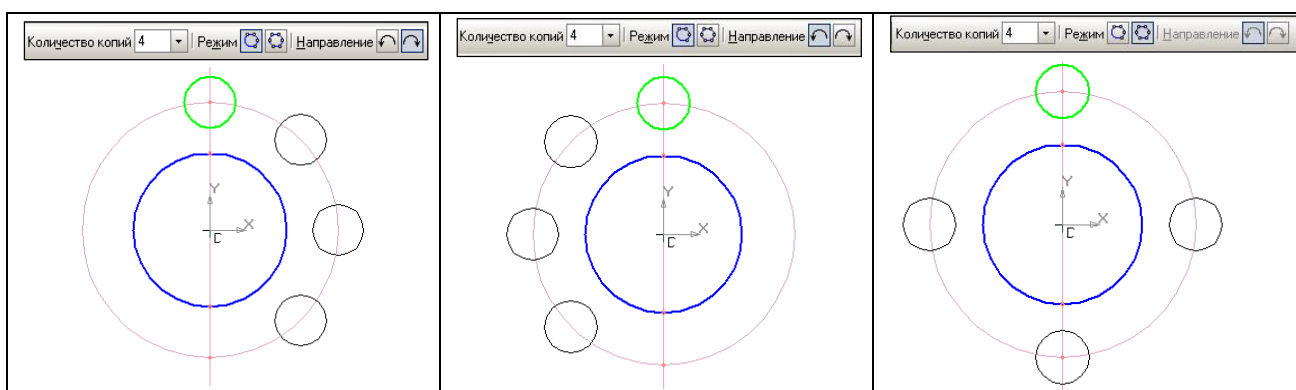 Количество копий 4 Режим Направление
Y
X
C
Количество копий 4 Режим Направление
Y
X
C
Количество копий 4 Режим Направление
Y
X
C